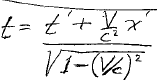 t = (t' + V/c² x') / √(1-(V/c)²)